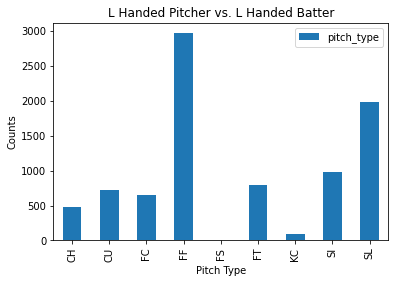 L Handed Pitcher vs. L Handed Batter
pitch_type
Counts
3000
2500
2000
1500
1000
500
0
CH CU FC FF FS FT KC SI SL
Pitch Type